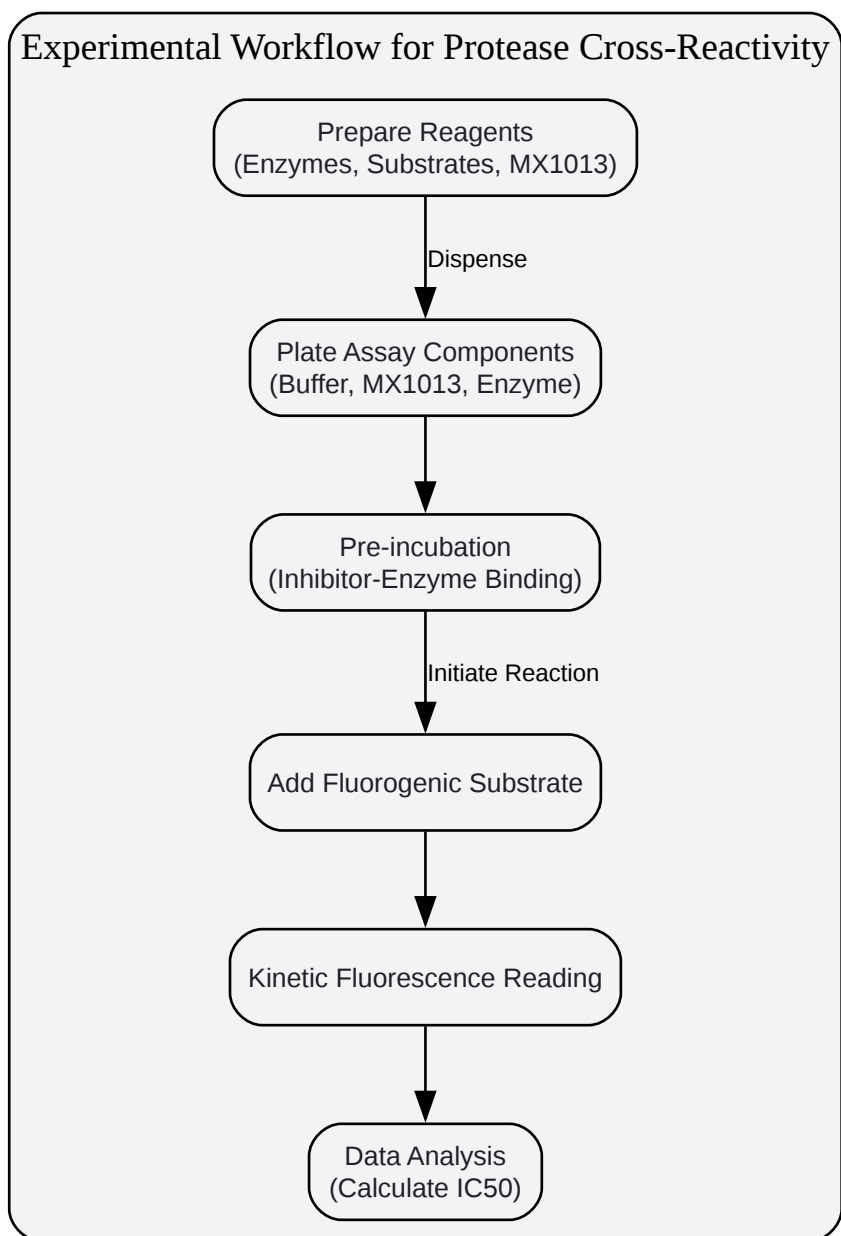 Experimental Workflow for Protease Cross-Reactivity
Prepare Reagents
(Enzymes, Substrates, MX1013)
Dispense
Plate Assay Components
(Buffer, MX1013, Enzyme)
Pre-incubation
(Inhibitor-Enzyme Binding)
Initiate Reaction
Add Fluorogenic Substrate
Kinetic Fluorescence Reading
Data Analysis
(Calculate IC50)